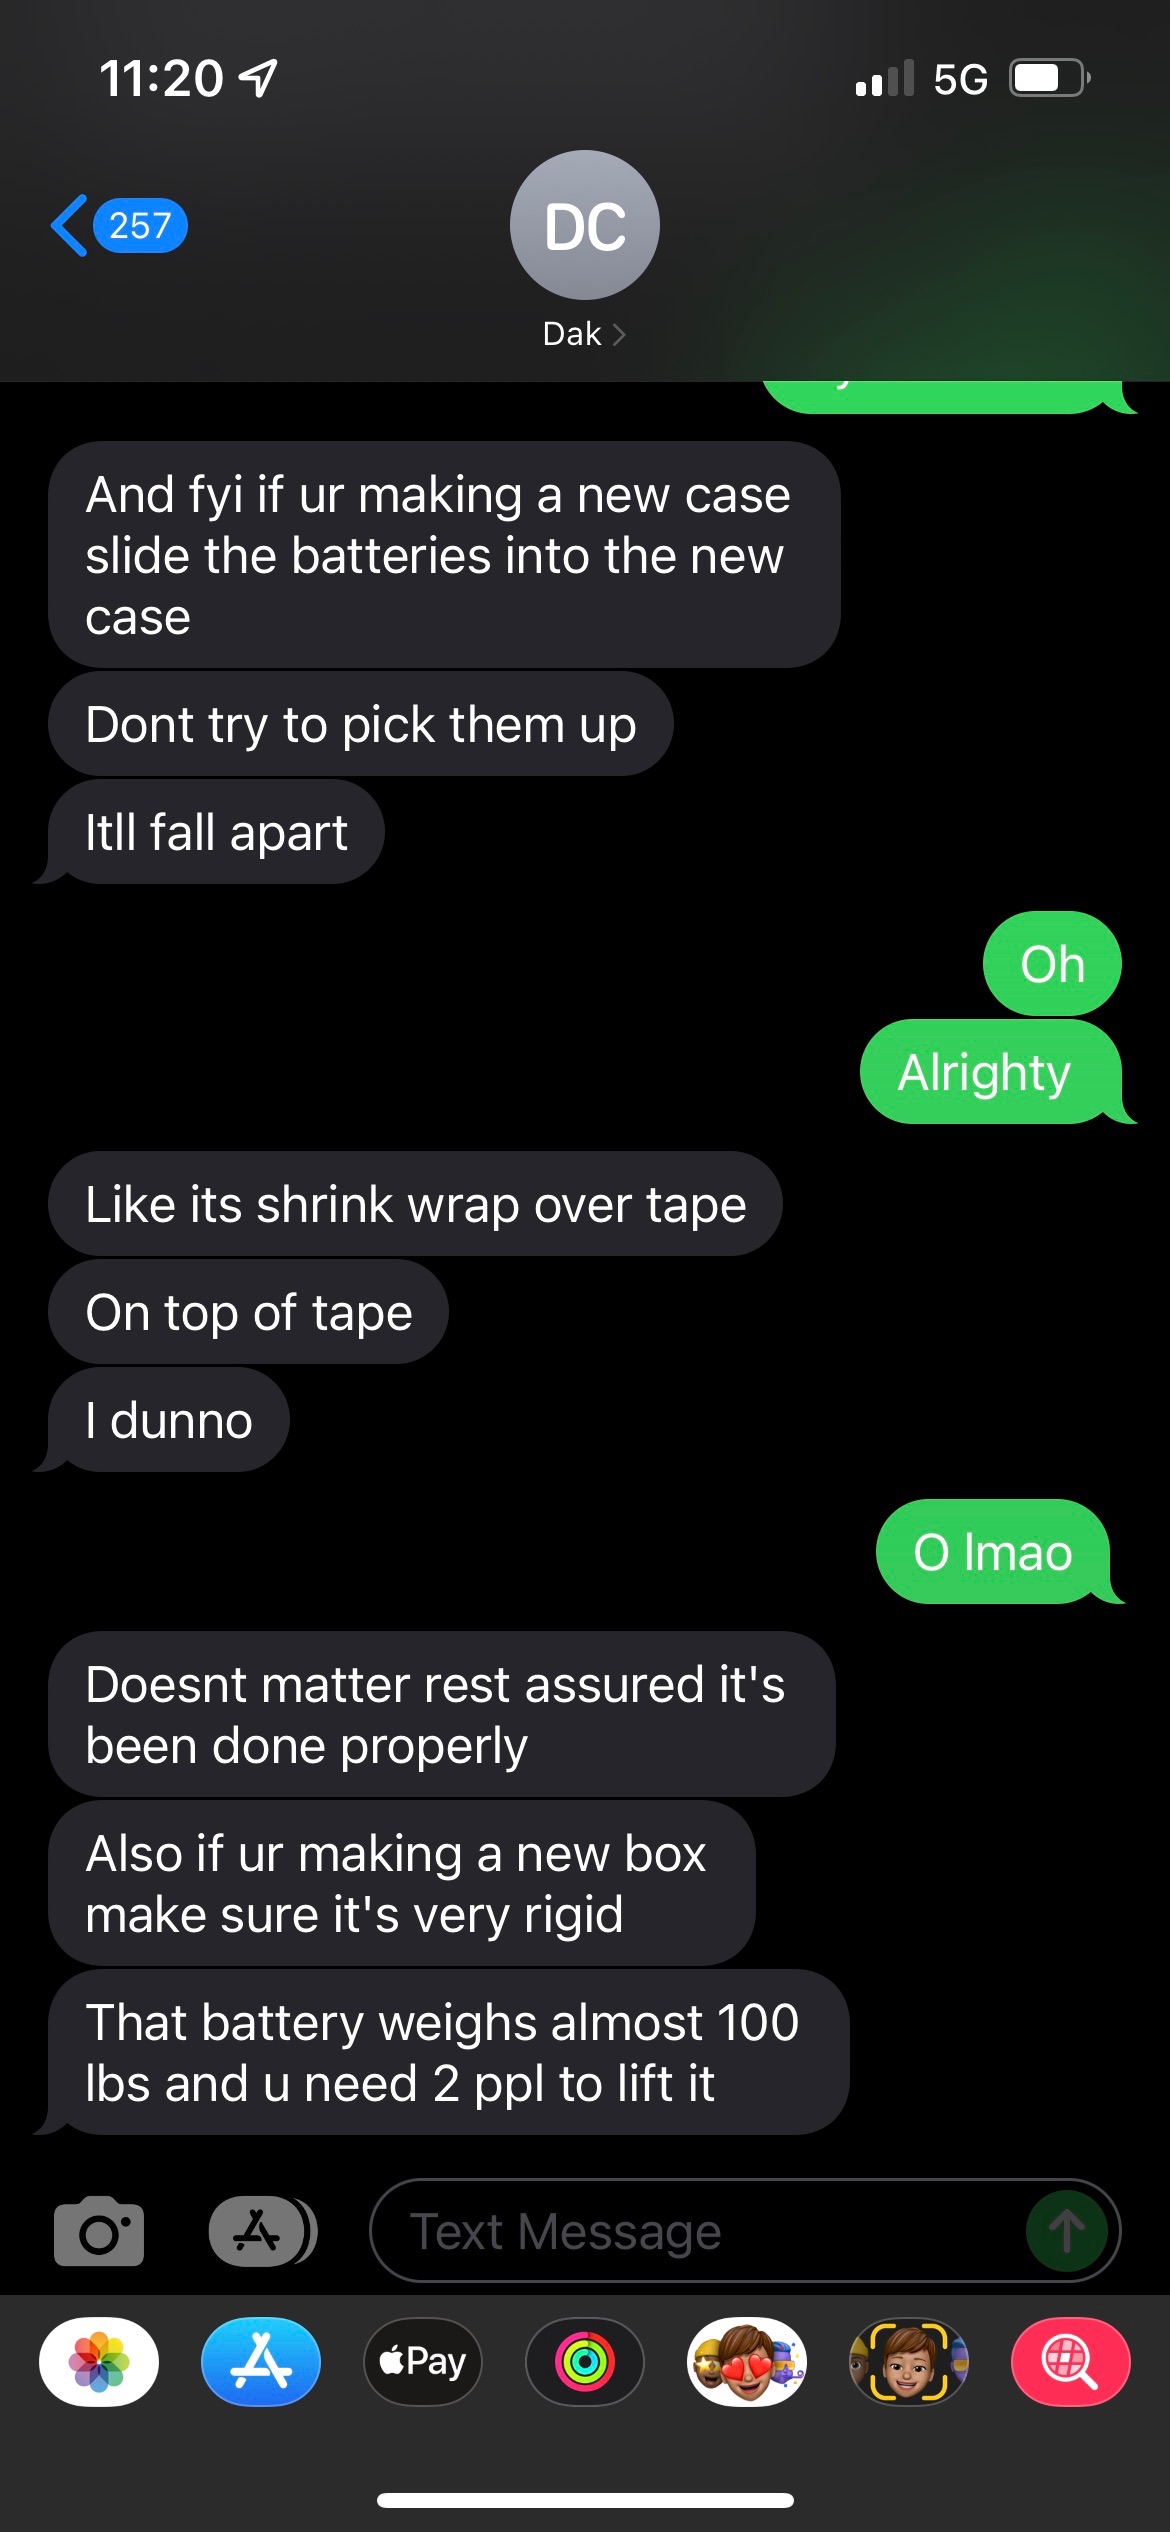 11:20
5G
257
DC
Dak
And fyi if ur making a new case
slide the batteries into the new
case
Dont try to pick them up
Itll fall apart
Oh
Alrighty
Like its shrink wrap over tape
On top of tape
I dunno
O lmao
Doesnt matter rest assured it's
been done properly
Also if ur making a new box
make sure it's very rigid
That battery weighs almost 100
lbs and u need 2 ppl to lift it
Text Message
Pay